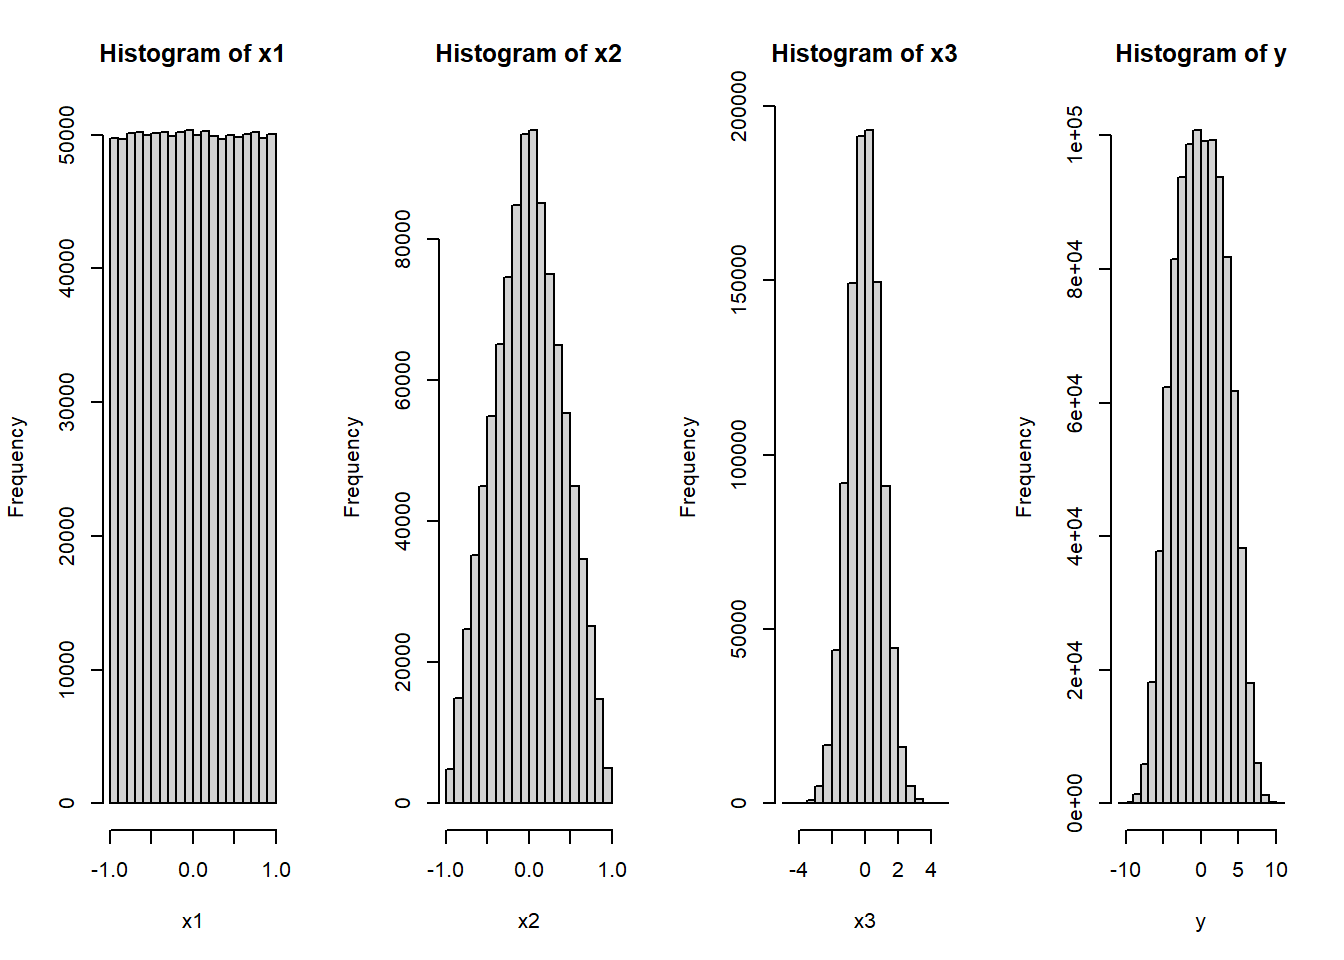 Histogram of x1
Frequency
50000
40000
30000
20000
10000
0
-1.0 0.0 1.0
x1
Histogram of x2
Frequency
80000
60000
40000
20000
0
-1.0 0.0 1.0
x2
Histogram of x3
Frequency
200000
150000
100000
50000
0
-4 0 2 4
x3
Histogram of y
Frequency
1e+05
8e+04
6e+04
4e+04
2e+04
0e+00
-10 0 5 10
y